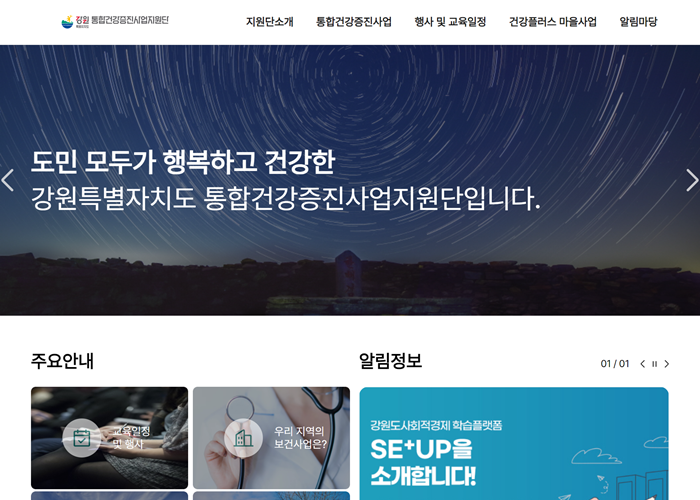 강원 통합건강증진사업지원단
지원단소개
통합건강증진사업
행사 및 교육일정
건강플러스 마을사업
알림마당
도민 모두가 행복하고 건강한
강원특별자치도 통합건강증진사업지원단입니다.
주요안내
알림정보
01 / 01
교육일정
및 행사
우리 지역의
보건사업은?
강원도사회적경제 학습플랫폼
SE+UP을
소개합니다!